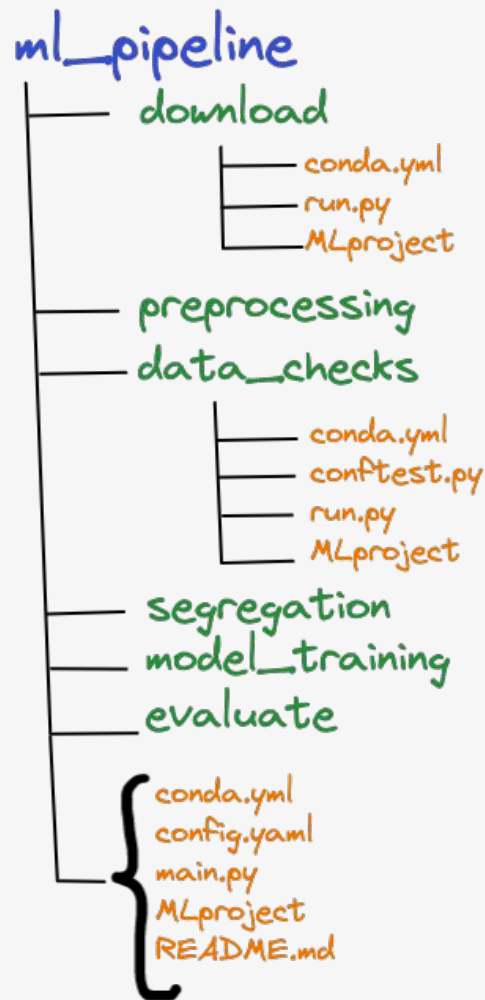 ml_pipeline
download
conda.yml
run.py
MLproject
preprocessing
data_checks
conda.yml
conftest.py
run.py
MLproject
segregation
model_training
evaluate
conda.yml
config.yaml
main.py
MLproject
README.md